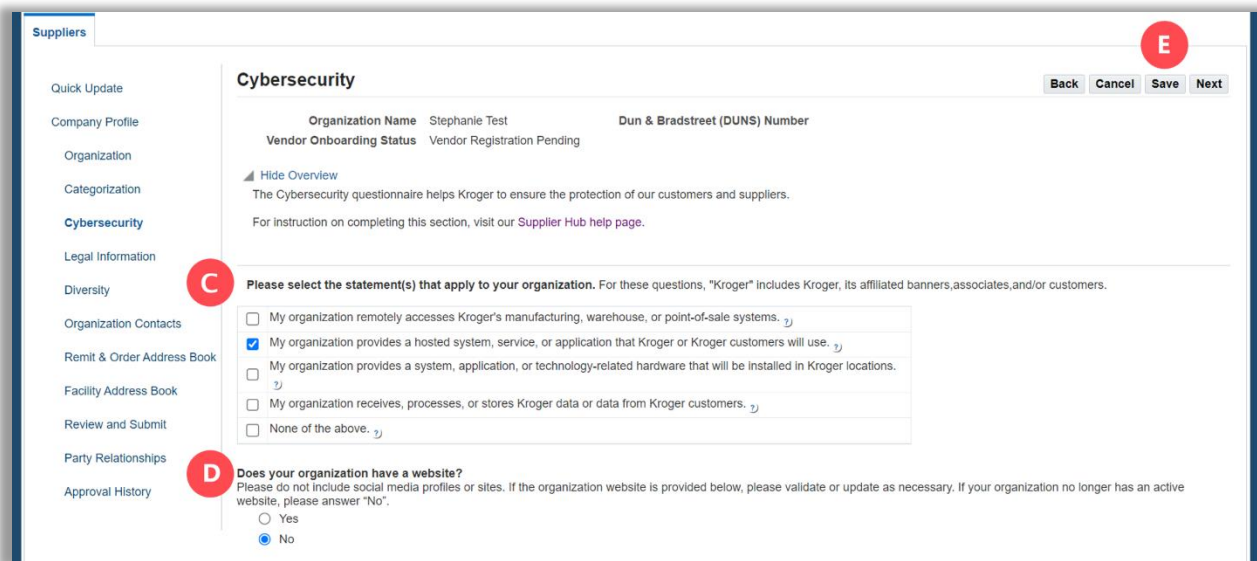 Suppliers
E
Quick Update
Company Profile
Organization
Categorization
Cybersecurity
Legal Information
Diversity
Organization Contacts
Remit & Order Address Book
Facility Address Book
Review and Submit
Party Relationships
Approval History
Cybersecurity
Back Cancel Save Next
Organization Name Stephanie Test Dun & Bradstreet (DUNS) Number
Vendor Onboarding Status Vendor Registration Pending
Hide Overview
The Cybersecurity questionnaire helps Kroger to ensure the protection of our customers and suppliers.
For instruction on completing this section, visit our Supplier Hub help page.
C
Please select the statement(s) that apply to your organization. For these questions, "Kroger" includes Kroger, its affiliated banners,associates,and/or customers.
My organization remotely accesses Kroger's manufacturing, warehouse, or point-of-sale systems. ?
My organization provides a hosted system, service, or application that Kroger or Kroger customers will use. ?
My organization provides a system, application, or technology-related hardware that will be installed in Kroger locations.
?
My organization receives, processes, or stores Kroger data or data from Kroger customers. ?
None of the above. ?
D
Does your organization have a website?
Please do not include social media profiles or sites. If the organization website is provided below, please validate or update as necessary. If your organization no longer has an active
website, please answer “No”.
Yes
No